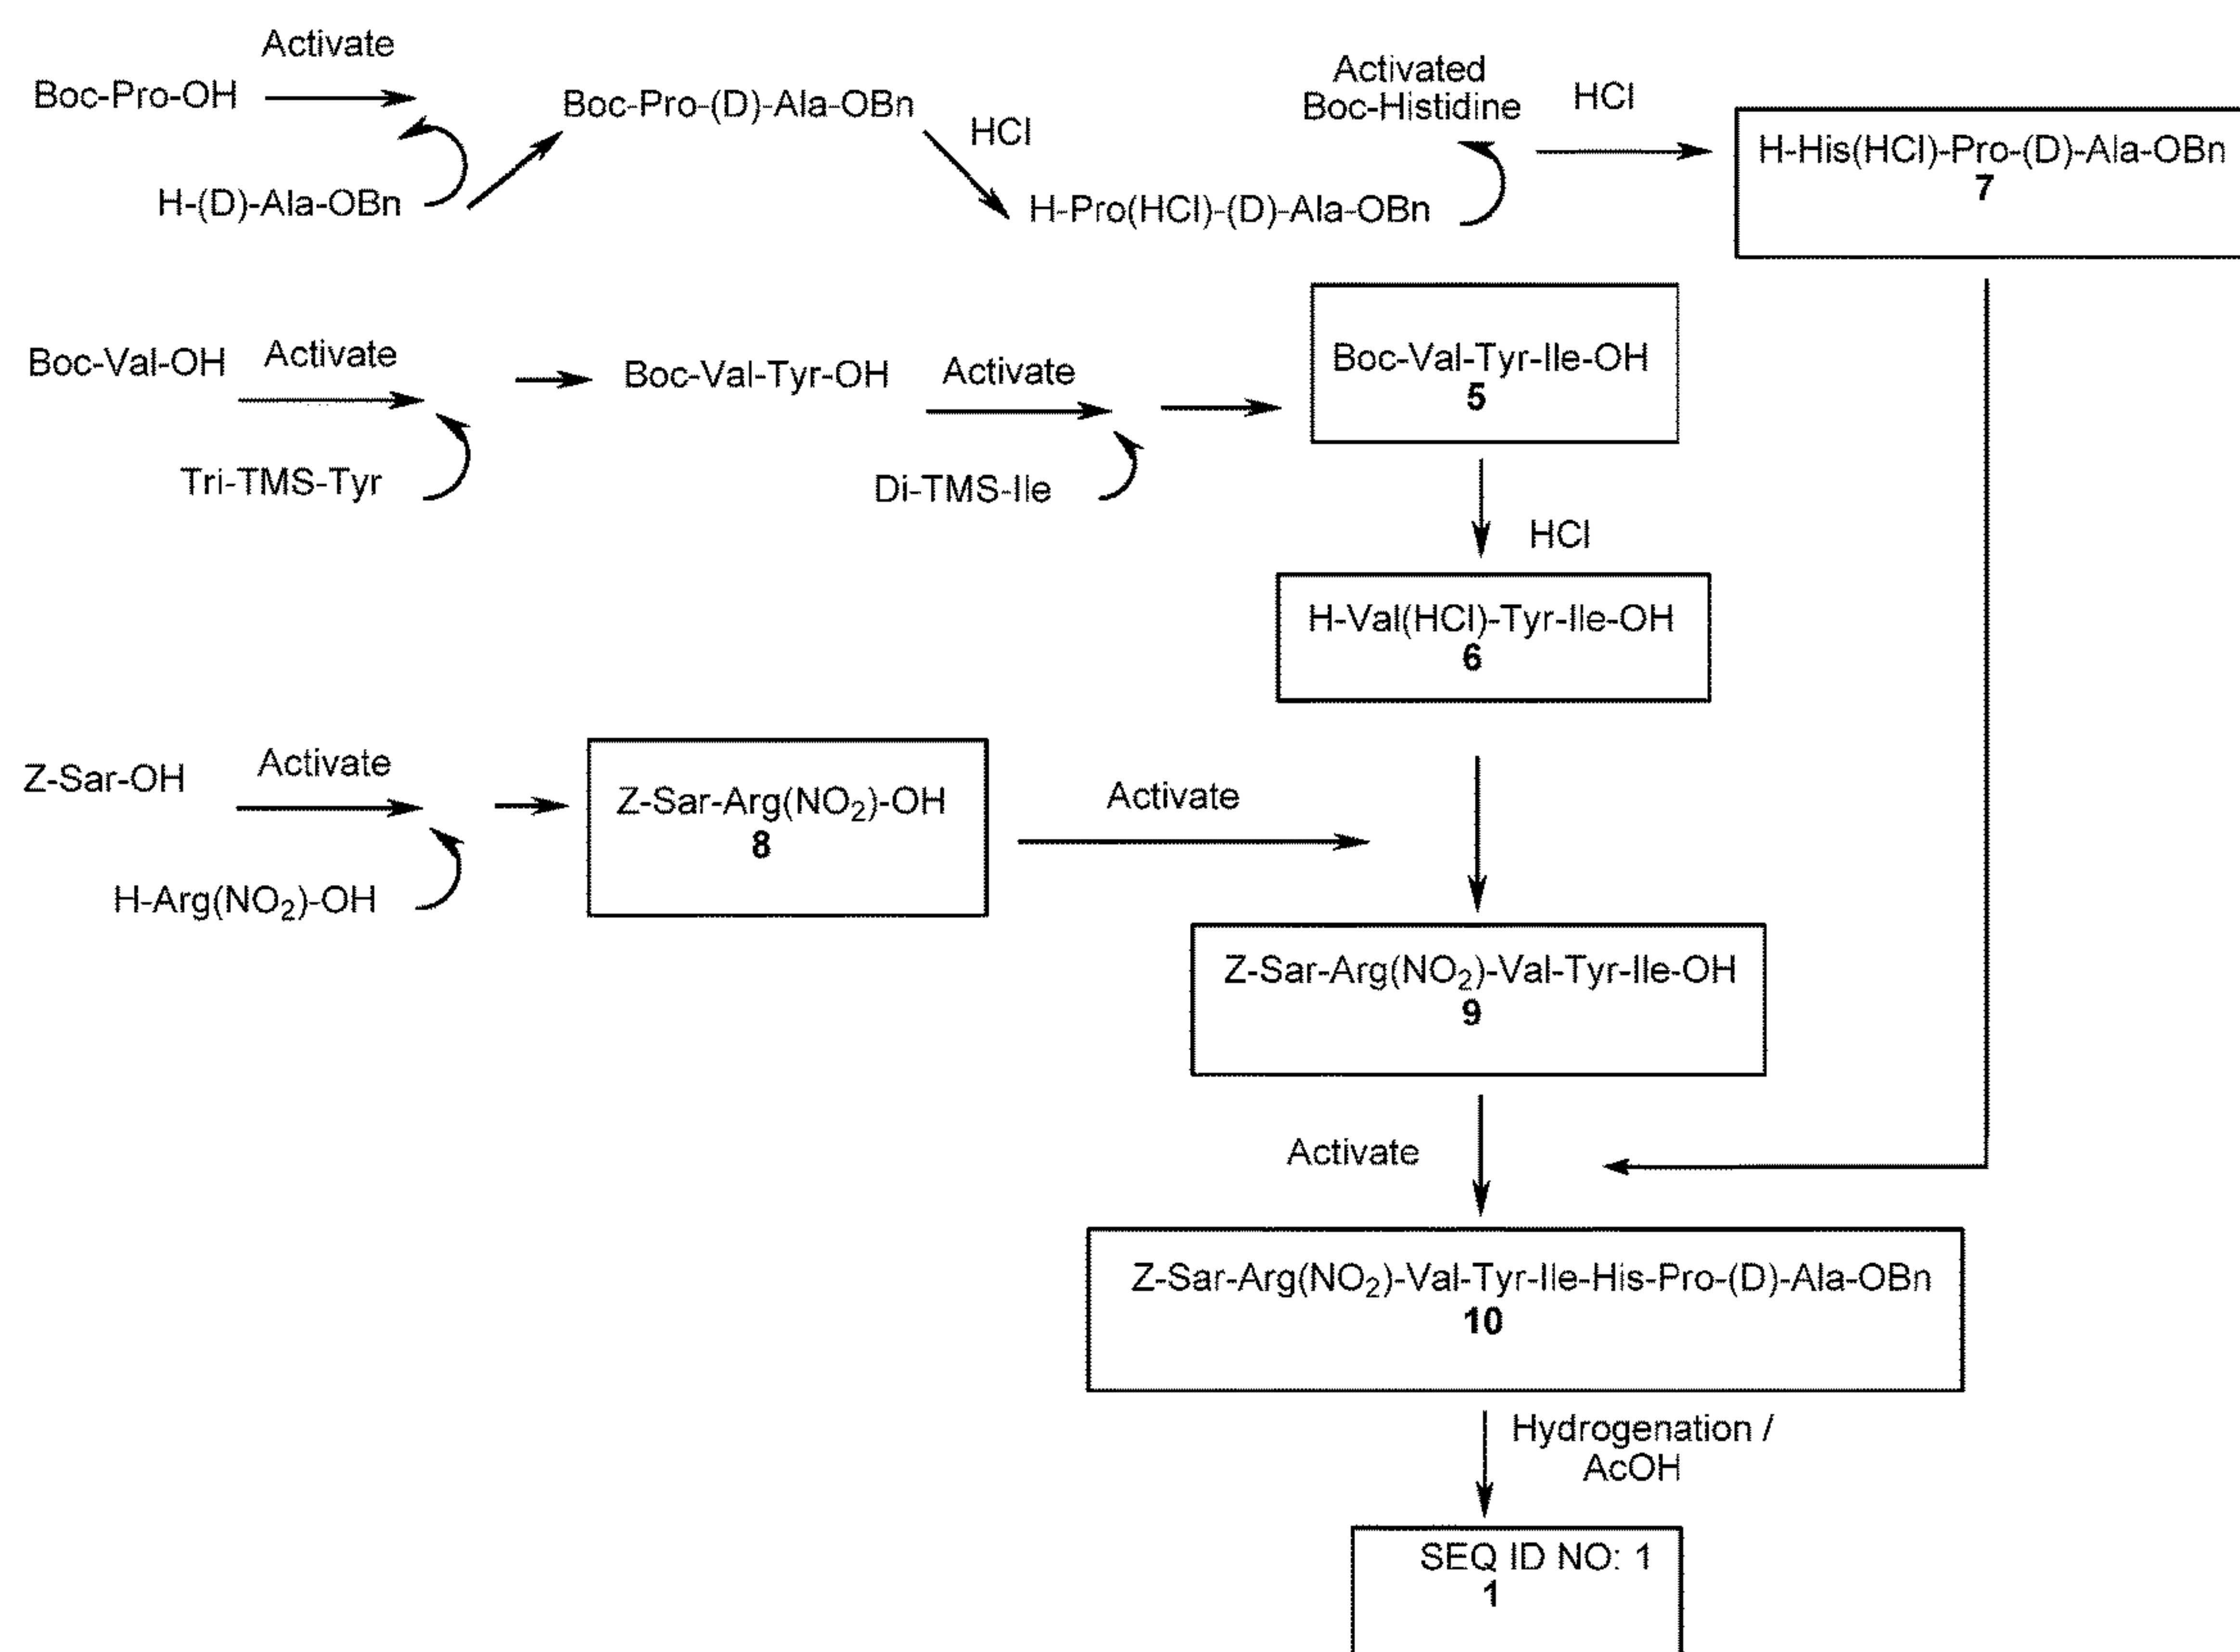 Activate
Boc-Pro-OH
H-(D)-Ala-OBn
Boc-Pro-(D)-Ala-OBn
HCl
H-Pro(HCl)-(D)-Ala-OBn
Activated
Boc-Histidine
HCl
H-His(HCl)-Pro-(D)-Ala-OBn
7
Boc-Val-OH
Activate
Tri-TMS-Tyr
Boc-Val-Tyr-OH
Activate
Di-TMS-Ile
Boc-Val-Tyr-Ile-OH
5
HCl
H-Val(HCl)-Tyr-Ile-OH
6
Z-Sar-OH
Activate
H-Arg(NO₂)-OH
Z-Sar-Arg(NO₂)-OH
8
Activate
Z-Sar-Arg(NO₂)-Val-Tyr-Ile-OH
9
Activate
Z-Sar-Arg(NO₂)-Val-Tyr-Ile-His-Pro-(D)-Ala-OBn
10
Hydrogenation /
AcOH
SEQ ID NO: 1
1